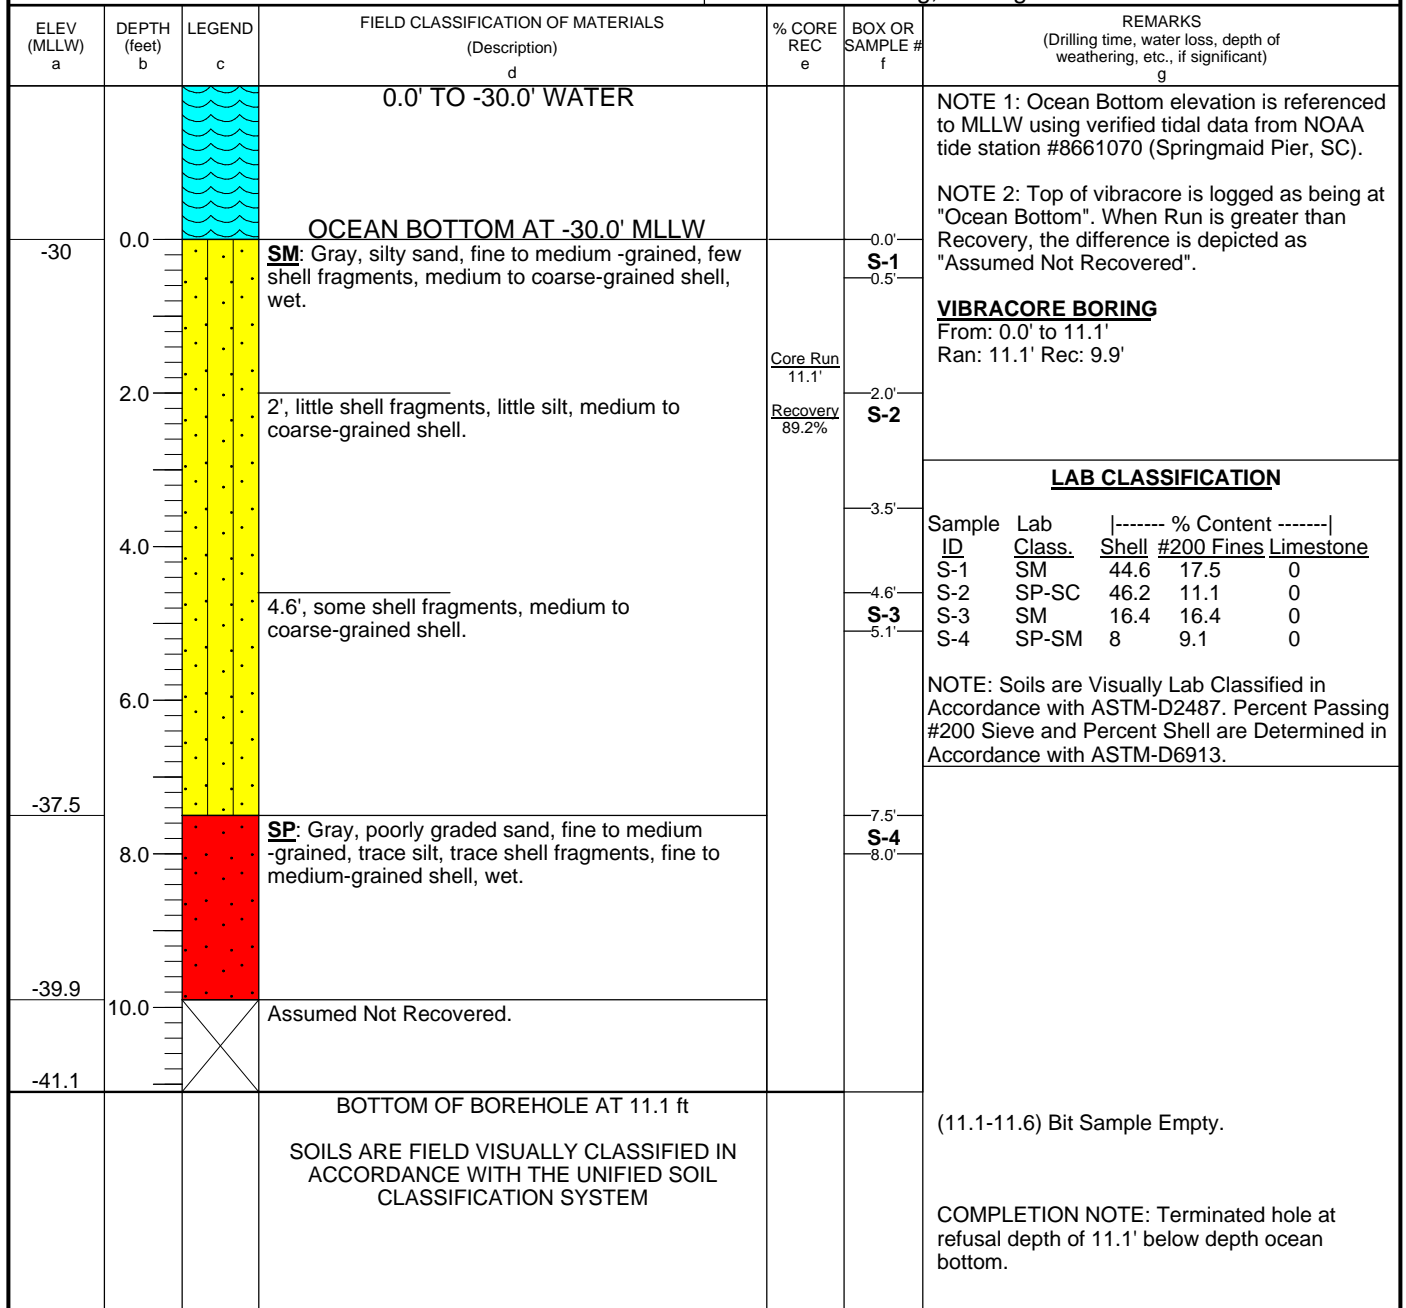 ELEV (MLLW) a
DEPTH (feet) b
LEGEND c
FIELD CLASSIFICATION OF MATERIALS
(Description)
d
% CORE REC e
BOX OR SAMPLE # f
REMARKS
(Drilling time, water loss, depth of
weathering, etc., if significant)
g
0.0' TO -30.0' WATER
OCEAN BOTTOM AT -30.0' MLLW
-30
0.0
SM: Gray, silty sand, fine to medium -grained, few
shell fragments, medium to coarse-grained shell,
wet.
2.0
2', little shell fragments, little silt, medium to
coarse-grained shell.
4.0
4.6', some shell fragments, medium to
coarse-grained shell.
6.0
-37.5
SP: Gray, poorly graded sand, fine to medium
-grained, trace silt, trace shell fragments, fine to
medium-grained shell, wet.
8.0
-39.9
10.0
Assumed Not Recovered.
-41.1
BOTTOM OF BOREHOLE AT 11.1 ft
SOILS ARE FIELD VISUALLY CLASSIFIED IN
ACCORDANCE WITH THE UNIFIED SOIL
CLASSIFICATION SYSTEM
Core Run
11.1'
Recovery
89.2%
0.0'
S-1
0.5'
2.0'
S-2
3.5'
4.6'
S-3
5.1'
7.5'
S-4
8.0'
NOTE 1: Ocean Bottom elevation is referenced
to MLLW using verified tidal data from NOAA
tide station #8661070 (Springmaid Pier, SC).
NOTE 2: Top of vibracore is logged as being at
"Ocean Bottom". When Run is greater than
Recovery, the difference is depicted as
"Assumed Not Recovered".
VIBRACORE BORING
From: 0.0' to 11.1'
Ran: 11.1' Rec: 9.9'
LAB CLASSIFICATION
Sample Lab |------- % Content -------|
ID Class. Shell #200 Fines Limestone
S-1 SM 44.6 17.5 0
S-2 SP-SC 46.2 11.1 0
S-3 SM 16.4 16.4 0
S-4 SP-SM 8 9.1 0
NOTE: Soils are Visually Lab Classified in
Accordance with ASTM-D2487. Percent Passing
#200 Sieve and Percent Shell are Determined in
Accordance with ASTM-D6913.
(11.1-11.6) Bit Sample Empty.
COMPLETION NOTE: Terminated hole at
refusal depth of 11.1' below depth ocean
bottom.